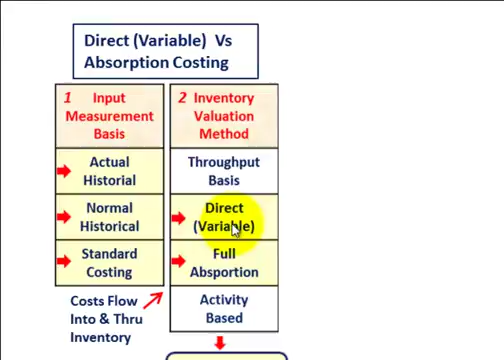 Direct (Variable) Vs
Absorption Costing
1 Input
Measurement
Basis
2 Inventory
Valuation
Method
Actual
Historial
Throughput
Basis
Normal
Historical
Direct
(Variable)
Standard
Costing
Full
Absportion
Activity
Based
Costs Flow
Into & Thru
Inventory